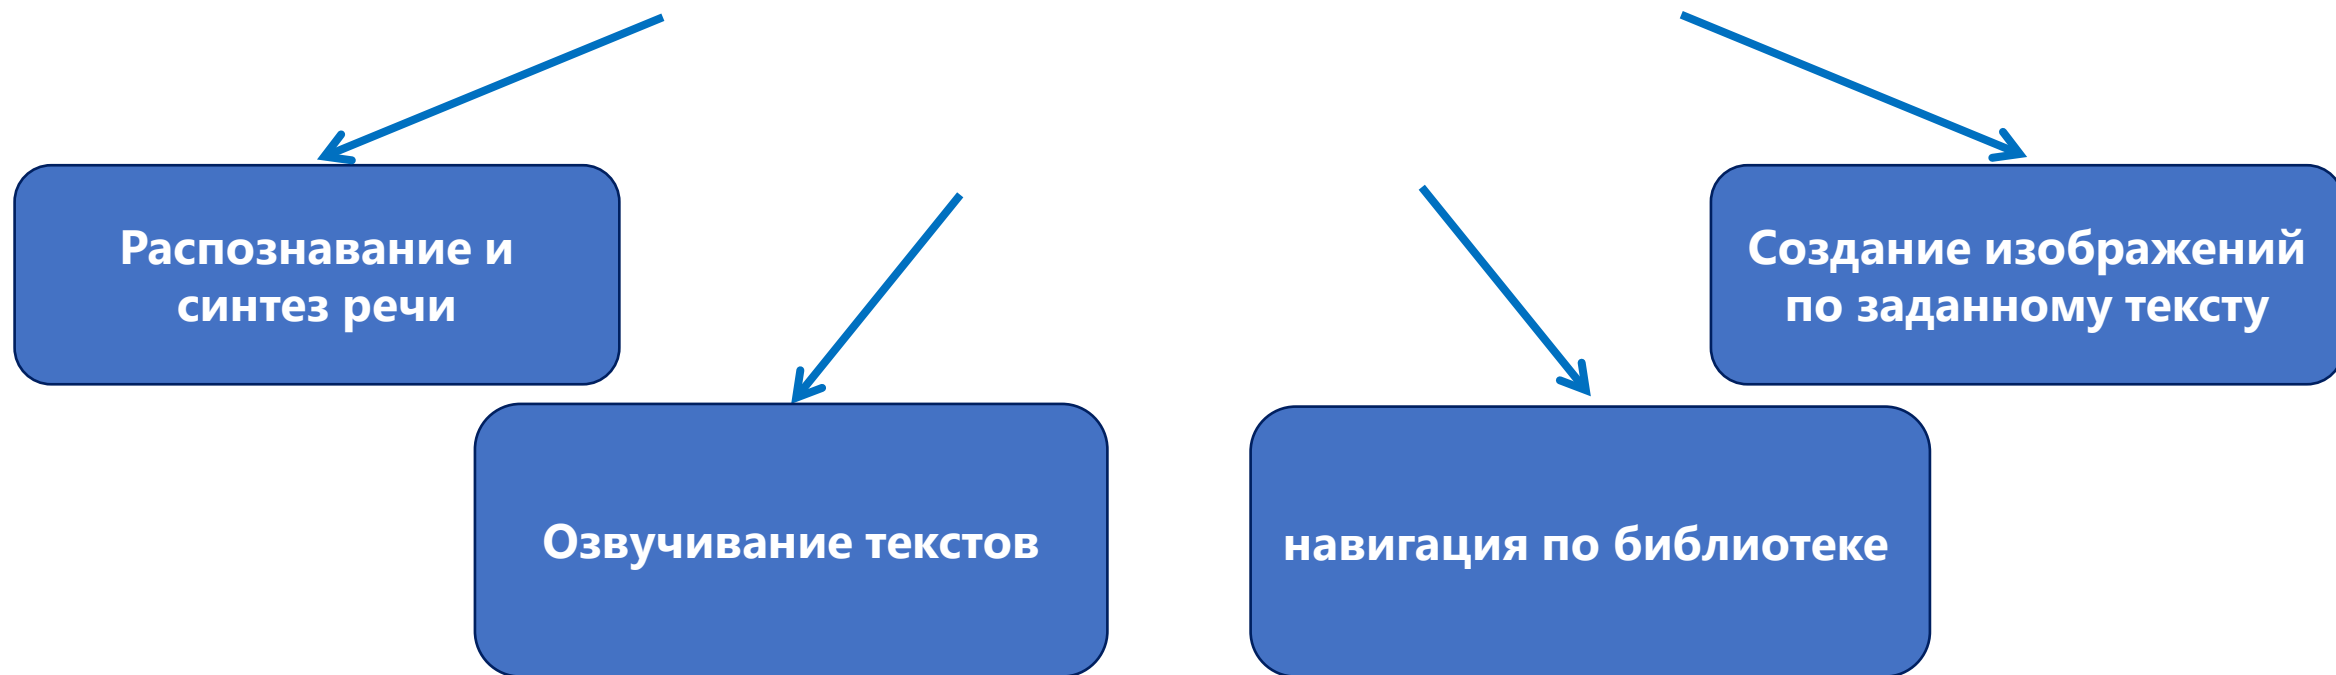 Распознавание и
синтез речи
Создание изображений
по заданному тексту
Озвучивание текстов
навигация по библиотеке